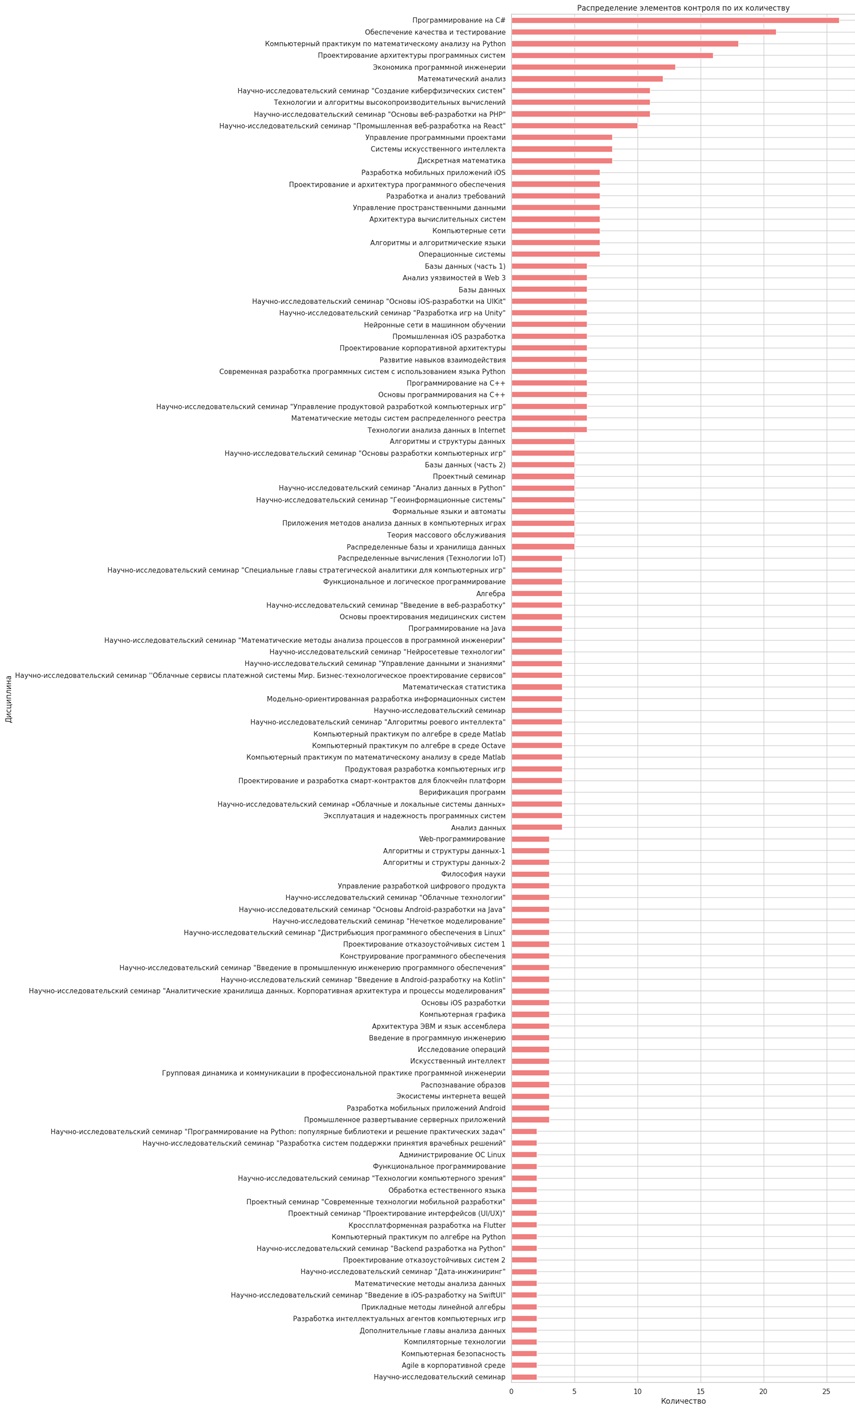 Распределение элементов контроля по их количеству
Программирование на C#
Обеспечение качества и тестирование
Компьютерный практикум по математическому анализу на Python
Проектирование архитектуры программных систем
Экономика программной инженерии
Математический анализ
Научно-исследовательский семинар "Создание киберфизических систем"
Технологии и алгоритмы высокопроизводительных вычислений
Научно-исследовательский семинар "Основы веб-разработки на PHP"
Научно-исследовательский семинар "Промышленная веб-разработка на React"
Управление программными проектами
Системы искусственного интеллекта
Дискретная математика
Разработка мобильных приложений iOS
Проектирование и архитектура программного обеспечения
Разработка и анализ требований
Управление пространственными данными
Архитектура вычислительных систем
Компьютерные сети
Алгоритмы и алгоритмические языки
Операционные системы
Базы данных (часть 1)
Анализ уязвимостей в Web 3
Базы данных
Научно-исследовательский семинар "Основы iOS-разработки на UIKit"
Научно-исследовательский семинар "Разработка игр на Unity"
Нейронные сети в машинном обучении
Промышленная iOS разработка
Проектирование корпоративной архитектуры
Развитие навыков взаимодействия
Современная разработка программных систем с использованием языка Python
Программирование на C++
Основы программирования на C++
Научно-исследовательский семинар "Управление продуктовой разработкой компьютерных игр"
Математические методы систем распределенного реестра
Технологии анализа данных в Internet
Алгоритмы и структуры данных
Научно-исследовательский семинар "Основы разработки компьютерных игр"
Базы данных (часть 2)
Проектный семинар
Научно-исследовательский семинар "Анализ данных в Python"
Научно-исследовательский семинар "Геоинформационные системы"
Формальные языки и автоматы
Приложения методов анализа данных в компьютерных играх
Теория массового обслуживания
Распределенные базы и хранилища данных
Распределенные вычисления (Технологии IoT)
Научно-исследовательский семинар "Специальные главы стратегической аналитики для компьютерных игр"
Функциональное и логическое программирование
Алгебра
Научно-исследовательский семинар "Введение в веб-разработку"
Основы проектирования медицинских систем
Программирование на Java
Научно-исследовательский семинар "Математические методы анализа процессов в программной инженерии"
Научно-исследовательский семинар "Нейросетевые технологии"
Научно-исследовательский семинар "Управление данными и знаниями"
Научно-исследовательский семинар ''Облачные сервисы платежной системы Мир. Бизнес-технологическое проектирование сервисов"
Математическая статистика
Модельно-ориентированная разработка информационных систем
Научно-исследовательский семинар
Научно-исследовательский семинар "Алгоритмы роевого интеллекта"
Компьютерный практикум по алгебре в среде Matlab
Компьютерный практикум по алгебре в среде Octave
Компьютерный практикум по математическому анализу в среде Matlab
Продуктовая разработка компьютерных игр
Проектирование и разработка смарт-контрактов для блокчейн платформ
Верификация программ
Научно-исследовательский семинар «Облачные и локальные системы данных»
Эксплуатация и надежность программных систем
Анализ данных
Web-программирование
Алгоритмы и структуры данных-1
Алгоритмы и структуры данных-2
Философия науки
Управление разработкой цифрового продукта
Научно-исследовательский семинар "Облачные технологии"
Научно-исследовательский семинар "Основы Android-разработки на Java"
Научно-исследовательский семинар "Нечеткое моделирование"
Научно-исследовательский семинар "Дистрибьюция программного обеспечения в Linux"
Проектирование отказоустойчивых систем 1
Конструирование программного обеспечения
Научно-исследовательский семинар "Введение в промышленную инженерию программного обеспечения"
Научно-исследовательский семинар "Введение в Android-разработку на Kotlin"
Научно-исследовательский семинар "Аналитические хранилища данных. Корпоративная архитектура и процессы моделирования"
Основы iOS разработки
Компьютерная графика
Архитектура ЭВМ и язык ассемблера
Введение в программную инженерию
Исследование операций
Искусственный интеллект
Групповая динамика и коммуникации в профессиональной практике программной инженерии
Распознавание образов
Экосистемы интернета вещей
Разработка мобильных приложений Android
Промышленное развертывание серверных приложений
Научно-исследовательский семинар "Программирование на Python: популярные библиотеки и решение практических задач"
Научно-исследовательский семинар "Разработка систем поддержки принятия врачебных решений"
Администрирование ОС Linux
Функциональное программирование
Научно-исследовательский семинар "Технологии компьютерного зрения"
Обработка естественного языка
Проектный семинар "Современные технологии мобильной разработки"
Проектный семинар "Проектирование интерфейсов (UI/UX)"
Кроссплатформенная разработка на Flutter
Компьютерный практикум по алгебре на Python
Научно-исследовательский семинар "Backend разработка на Python"
Проектирование отказоустойчивых систем 2
Научно-исследовательский семинар "Дата-инжиниринг"
Математические методы анализа данных
Научно-исследовательский семинар "Введение в iOS-разработку на SwiftUI"
Прикладные методы линейной алгебры
Разработка интеллектуальных агентов компьютерных игр
Дополнительные главы анализа данных
Компиляторные технологии
Компьютерная безопасность
Agile в корпоративной среде
Научно-исследовательский семинар
Дисциплина
0 5 10 15 20 25
Количество